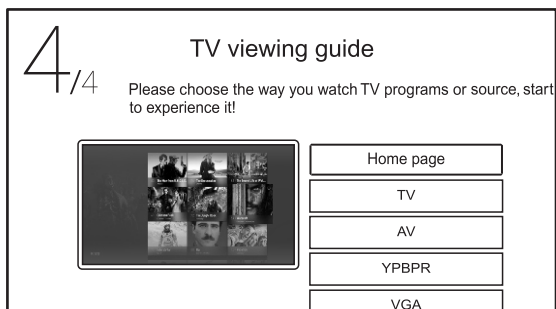 4/4
TV viewing guide
Please choose the way you watch TV programs or source, start
to experience it!
Home page
TV
AV
YPBPR
VGA